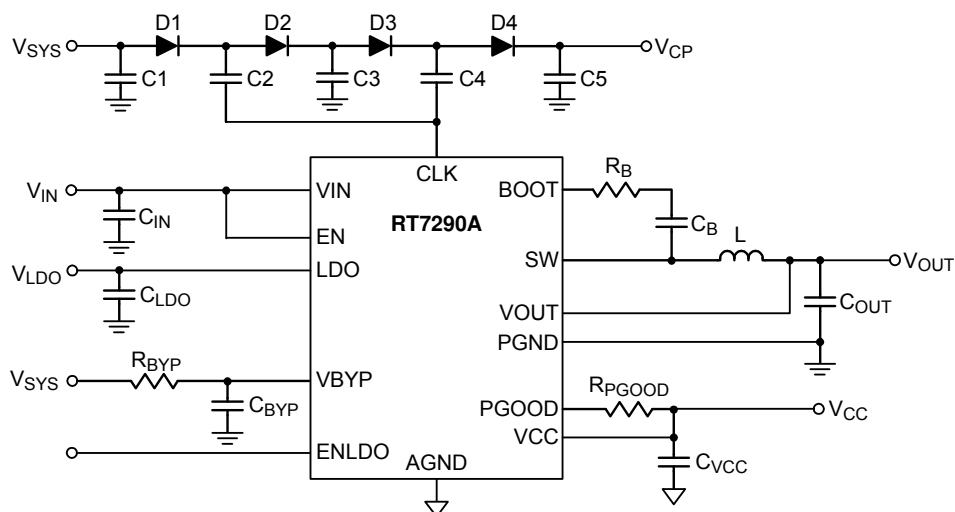 D1 D2 D3 D4
VSYS VCP
C1 C2 C3 C4 C5
CLK
VIN VIN BOOT RB
CIN RT7290A CB
EN L
VLDO LDO SW VOUT
CLDO VOUT COUT
PGND
RBYP
VSYS VBYP RPGOOD
CBYP PGOOD VCC
VCC
ENLDO AGND CVCC